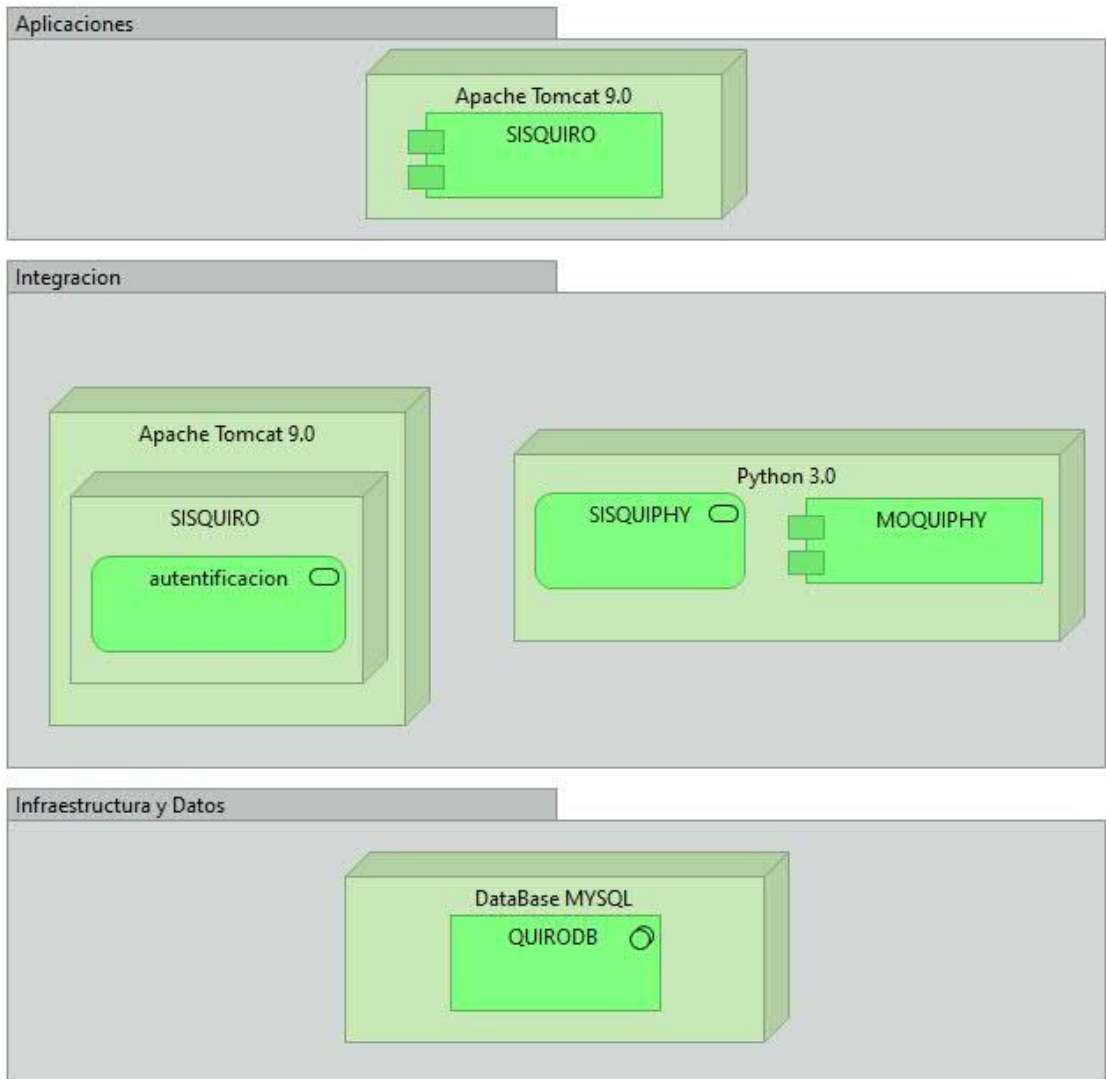 Aplicaciones
Apache Tomcat 9.0
SISQUIRO
Integracion
Apache Tomcat 9.0
SISQUIRO
autentificacion
Python 3.0
SISQUIPHY
MOQUIPHY
Infraestructura y Datos
DataBase MYSQL
QUIRODB